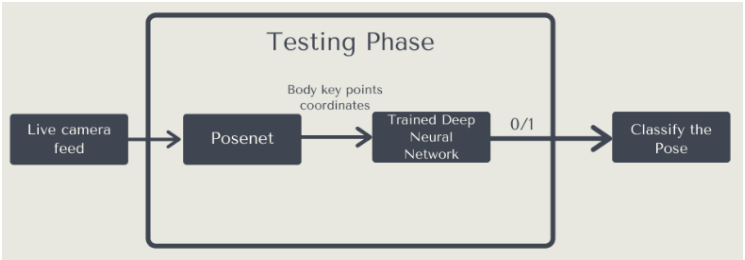 Testing Phase
Body key points
coordinates
Live camera
feed
Posenet
Trained Deep
Neural
Network
0/1
Classify the
Pose